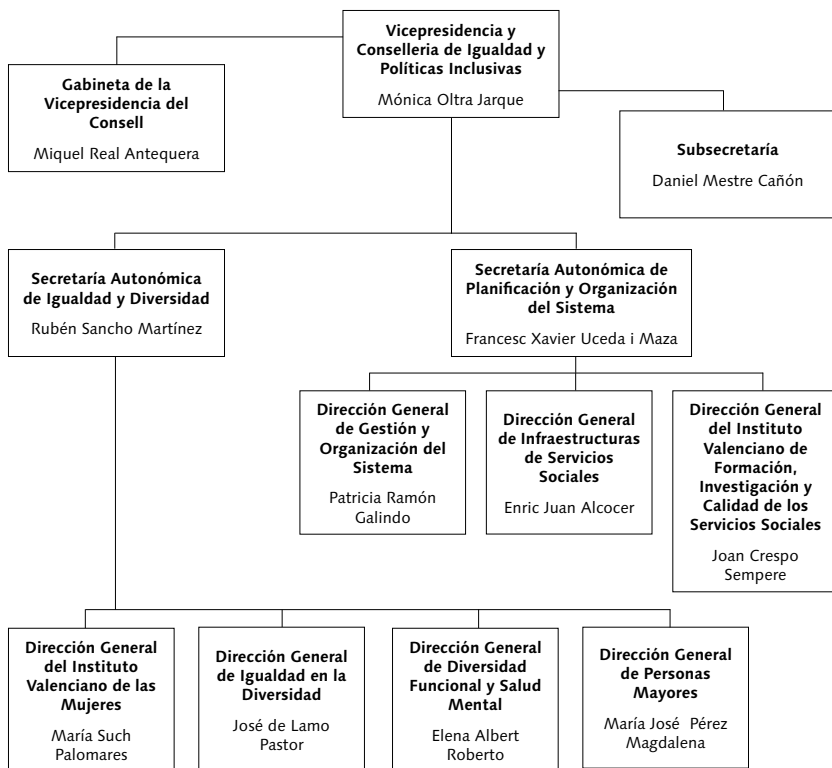 Vicepresidencia y
Conselleria de Igualdad y
Políticas Inclusivas
Mónica Oltra Jarque
Gabineta de la
Vicepresidencia del
Consell
Miquel Real Antequera
Subsecretaría
Daniel Mestre Cañón
Secretaría Autonómica
de Igualdad y Diversidad
Rubén Sancho Martínez
Secretaría Autonómica de
Planificación y Organización
del Sistema
Francesc Xavier Uceda i Maza
Dirección General
de Gestión y
Organización del
Sistema
Patricia Ramón
Galindo
Dirección General
de Infraestructuras
de Servicios
Sociales
Enric Juan Alcocer
Dirección General
del Instituto
Valenciano de
Formación,
Investigación y
Calidad de los
Servicios Sociales
Joan Crespo
Sempere
Dirección General
del Instituto
Valenciano de las
Mujeres
María Such
Palomares
Dirección General
de Igualdad en la
Diversidad
José de Lamo
Pastor
Dirección General
de Diversidad
Funcional y Salud
Mental
Elena Albert
Roberto
Dirección General
de Personas
Mayores
María José Pérez
Magdalena